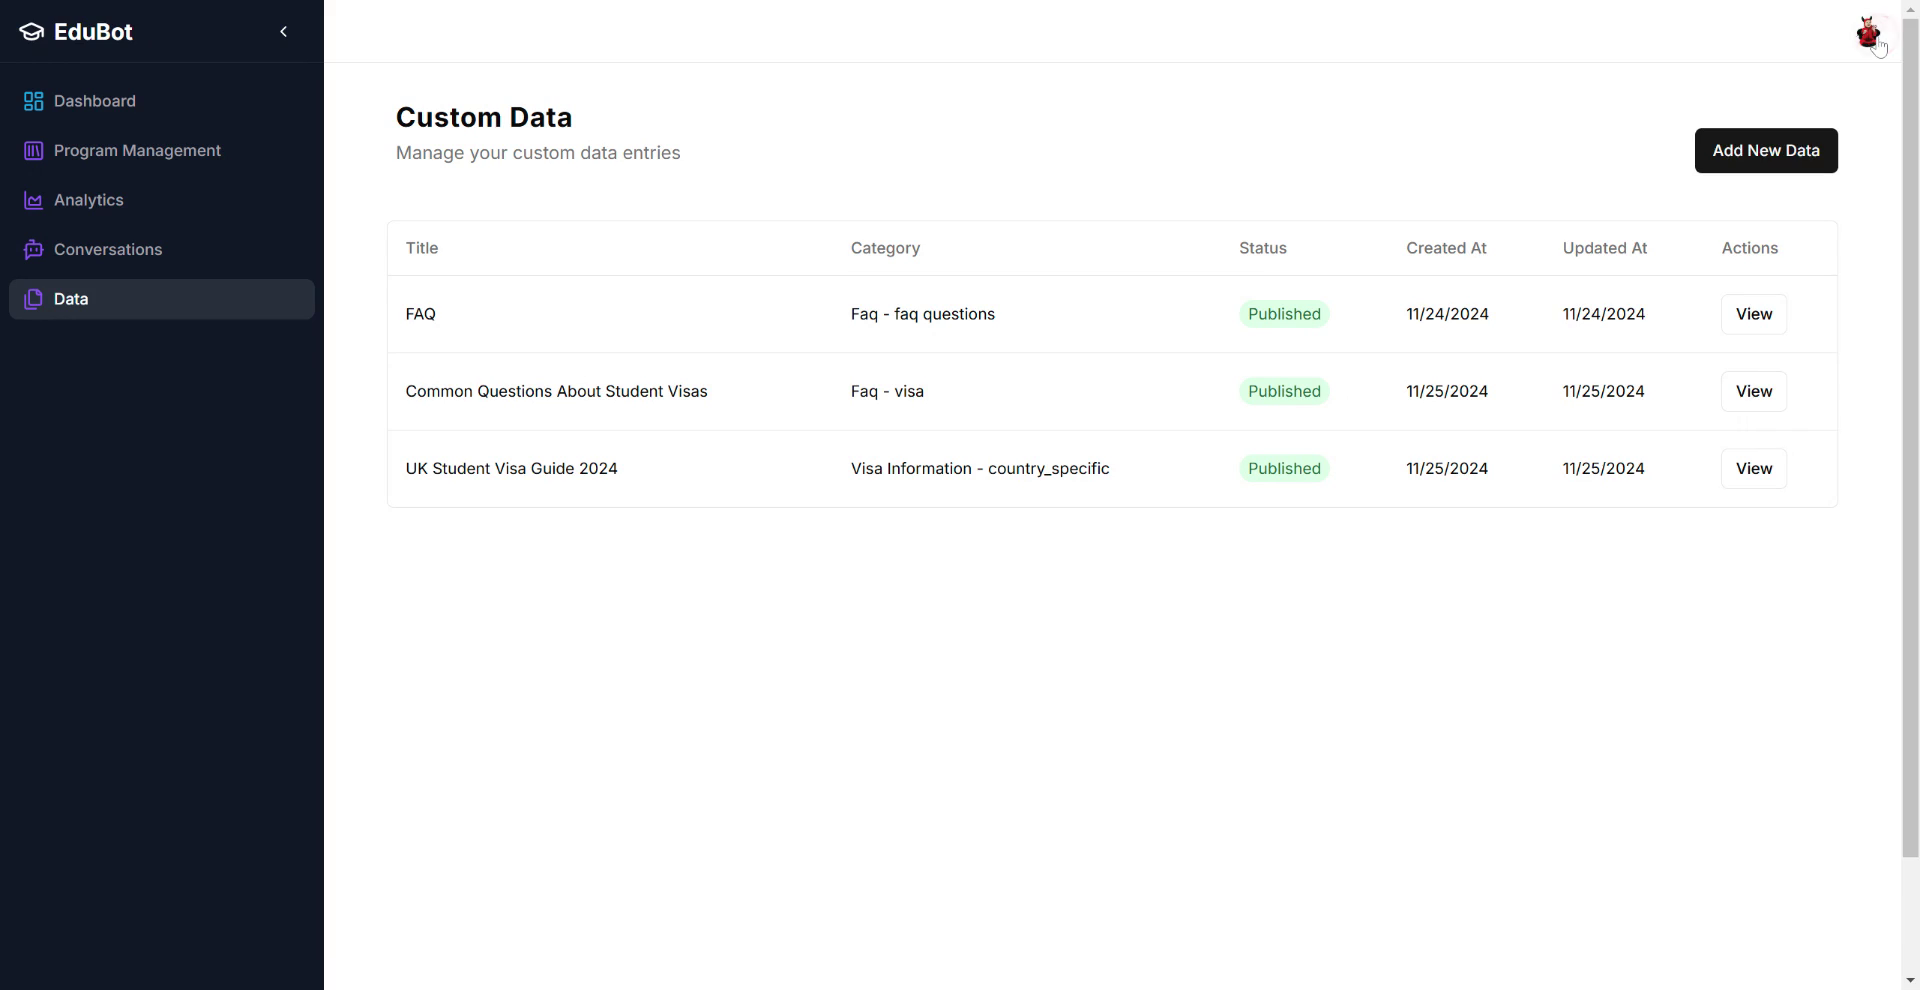 EduBot
Dashboard
Program Management
Analytics
Conversations
Data
Custom Data
Manage your custom data entries
Add New Data
Title Category Status Created At Updated At Actions
FAQ Faq - faq questions Published 11/24/2024 11/24/2024 View
Common Questions About Student Visas Faq - visa Published 11/25/2024 11/25/2024 View
UK Student Visa Guide 2024 Visa Information - country_specific Published 11/25/2024 11/25/2024 View